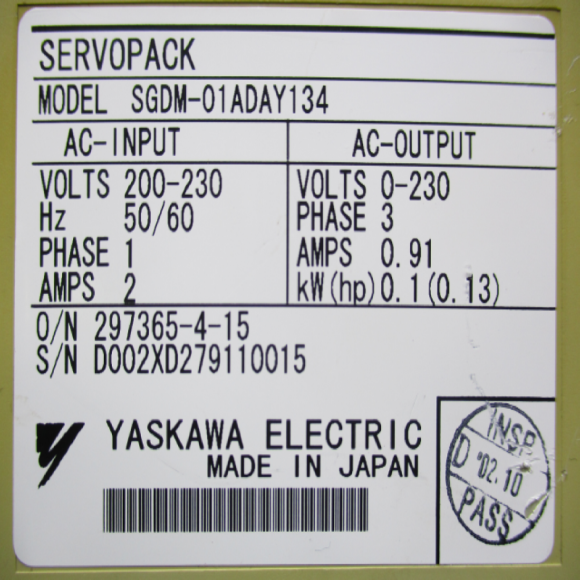 SERVOPACK
MODEL SGDM-01ADAY134
AC-INPUT
VOLTS 200-230
Hz 50/60
PHASE 1
AMPS 2
AC-OUTPUT
VOLTS 0-230
PHASE 3
AMPS 0.91
kW(hp)0.1(0.13)
O/N 297365-4-15
S/N D002XD279110015
YASKAWA ELECTRIC
MADE IN JAPAN
INSP
D '02.10
PASS